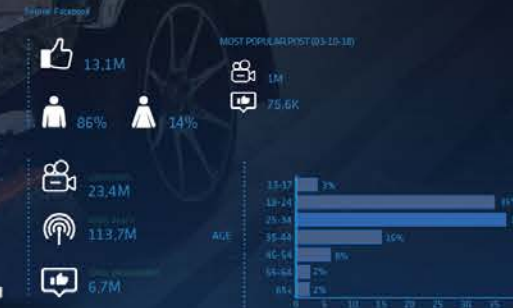 Source: Facebook
13,1M
86%
14%
MOST POPULAR POST (03-10-18)
1M
75.6K
23,4M
113,7M
6,7M
AGE
13-17 3%
18-24
25-34
35-44 15%
45-54 6%
55-64 2%
65+ 2%
0 5 10 15 20 25 30 35